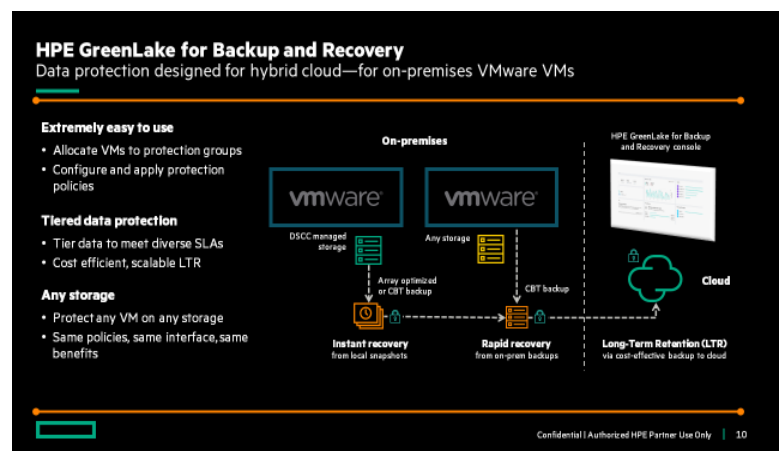 HPE GreenLake for Backup and Recovery
Data protection designed for hybrid cloud—for on-premises VMware VMs
Extremely easy to use
• Allocate VMs to protection groups
• Configure and apply protection
policies
Tiered data protection
• Tier data to meet diverse SLAs
• Cost efficient, scalable LTR
Any storage
• Protect any VM on any storage
• Same policies, same interface, same
benefits
On-premises
vmware
vmware
DSCC managed
storage
Any storage
Array optimized
or CBT backup
CBT backup
Instant recovery
from local snapshots
Rapid recovery
from on-prem backups
HPE GreenLake for Backup
and Recovery console
Cloud
Long-Term Retention (LTR)
via cost-effective backup to cloud
Confidential | Authorized HPE Partner Use Only | 10